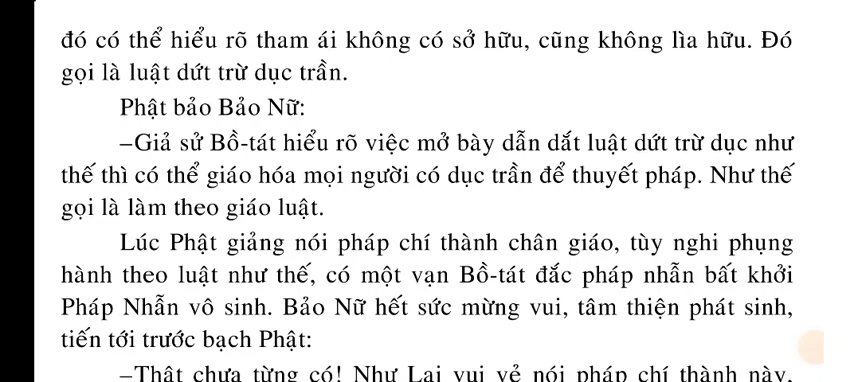 đó có thể hiểu rõ tham ái không có sở hữu, cũng không lìa hữu. Đó
gọi là luật dứt trừ dục trần.
Phật bảo Bảo Nữ:
–Giả sử Bồ-tát hiểu rõ việc mở bày dẫn dắt luật dứt trừ dục như
thế thì có thể giáo hóa mọi người có dục trần để thuyết pháp. Như thế
gọi là làm theo giáo luật.
Lúc Phật giảng nói pháp chí thành chân giáo, tùy nghi phụng
hành theo luật như thế, có một vạn Bồ-tát đắc pháp nhẫn bất khởi
Pháp Nhẫn vô sinh. Bảo Nữ hết sức mừng vui, tâm thiện phát sinh,
tiến tới trước bạch Phật:
–Thật chưa từng có! Như Lai vui vẻ nói pháp chí thành này,